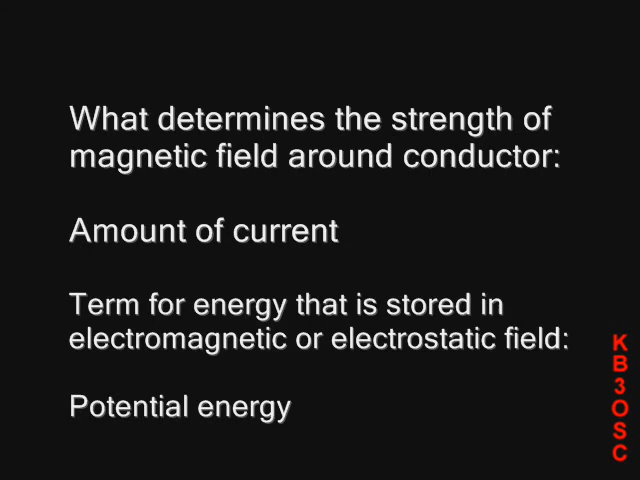 What determines the strength of
magnetic field around conductor:
Amount of current
Term for energy that is stored in
electromagnetic or electrostatic field:
Potential energy
KB3OSC